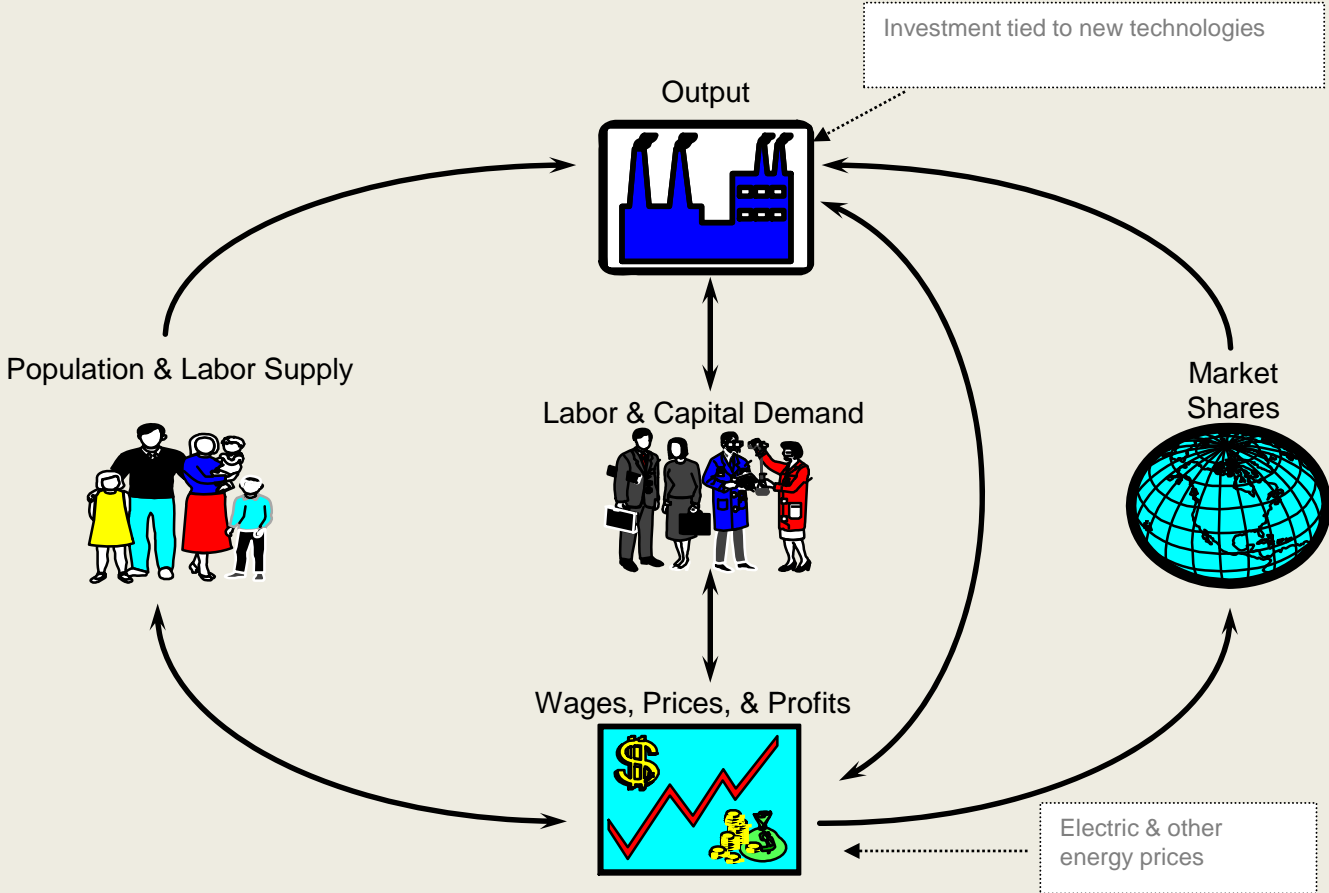 Investment tied to new technologies
Output
Population & Labor Supply
Labor & Capital Demand
Market
Shares
Wages, Prices, & Profits
$
Electric & other
energy prices